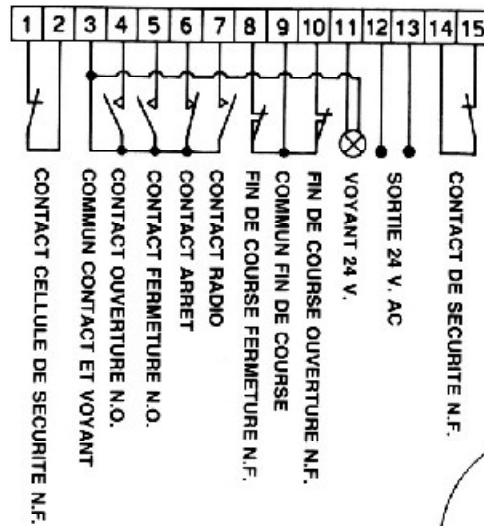 1 2 3 4 5 6 7 8 9 10 11 12 13 14 15
CONTACT CELLULE DE SECURITE N.F.
COMMUN CONTACT ET VOYANT
CONTACT OUVERTURE N.O.
CONTACT FERMETURE N.O.
CONTACT ARRET
CONTACT RADIO
FIN DE COURSE FERMETURE N.F.
COMMUN FIN DE COURSE
FIN DE COURSE OUVERTURE N.F.
VOYANT 24 V.
SORTIE 24 V. AC
CONTACT DE SECURITE N.F.